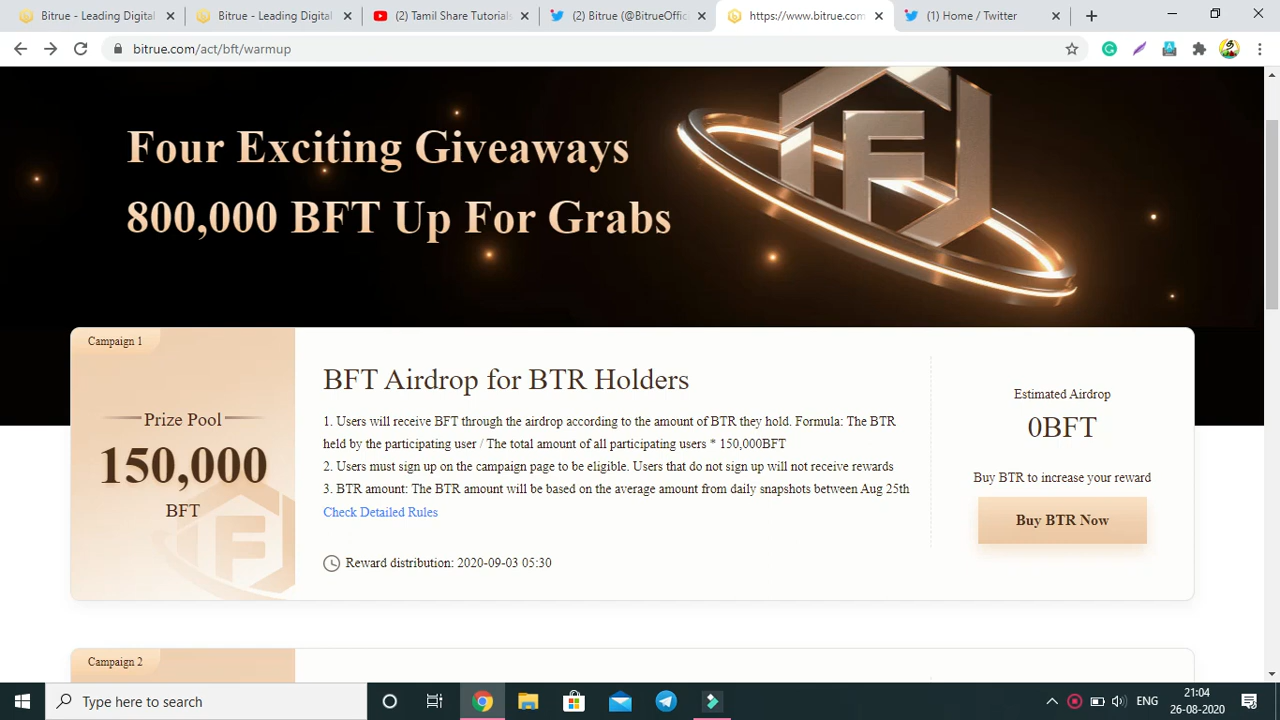 Bitrue - Leading Digital
Bitrue - Leading Digital
(2) Tamil Share Tutorials
(2) Bitrue (@BitrueOffic
https://www.bitrue.com
(1) Home / Twitter
bitrue.com/act/bft/warmup
Four Exciting Giveaways
800,000 BFT Up For Grabs
Campaign 1
Prize Pool
150,000
BFT
BFT Airdrop for BTR Holders
1. Users will receive BFT through the airdrop according to the amount of BTR they hold. Formula: The BTR
held by the participating user / The total amount of all participating users * 150,000BFT
2. Users must sign up on the campaign page to be eligible. Users that do not sign up will not receive rewards
3. BTR amount: The BTR amount will be based on the average amount from daily snapshots between Aug 25th
Check Detailed Rules
Reward distribution: 2020-09-03 05:30
Estimated Airdrop
0BFT
Buy BTR to increase your reward
Buy BTR Now
Campaign 2
Type here to search
ENG
21:04
26-08-2020